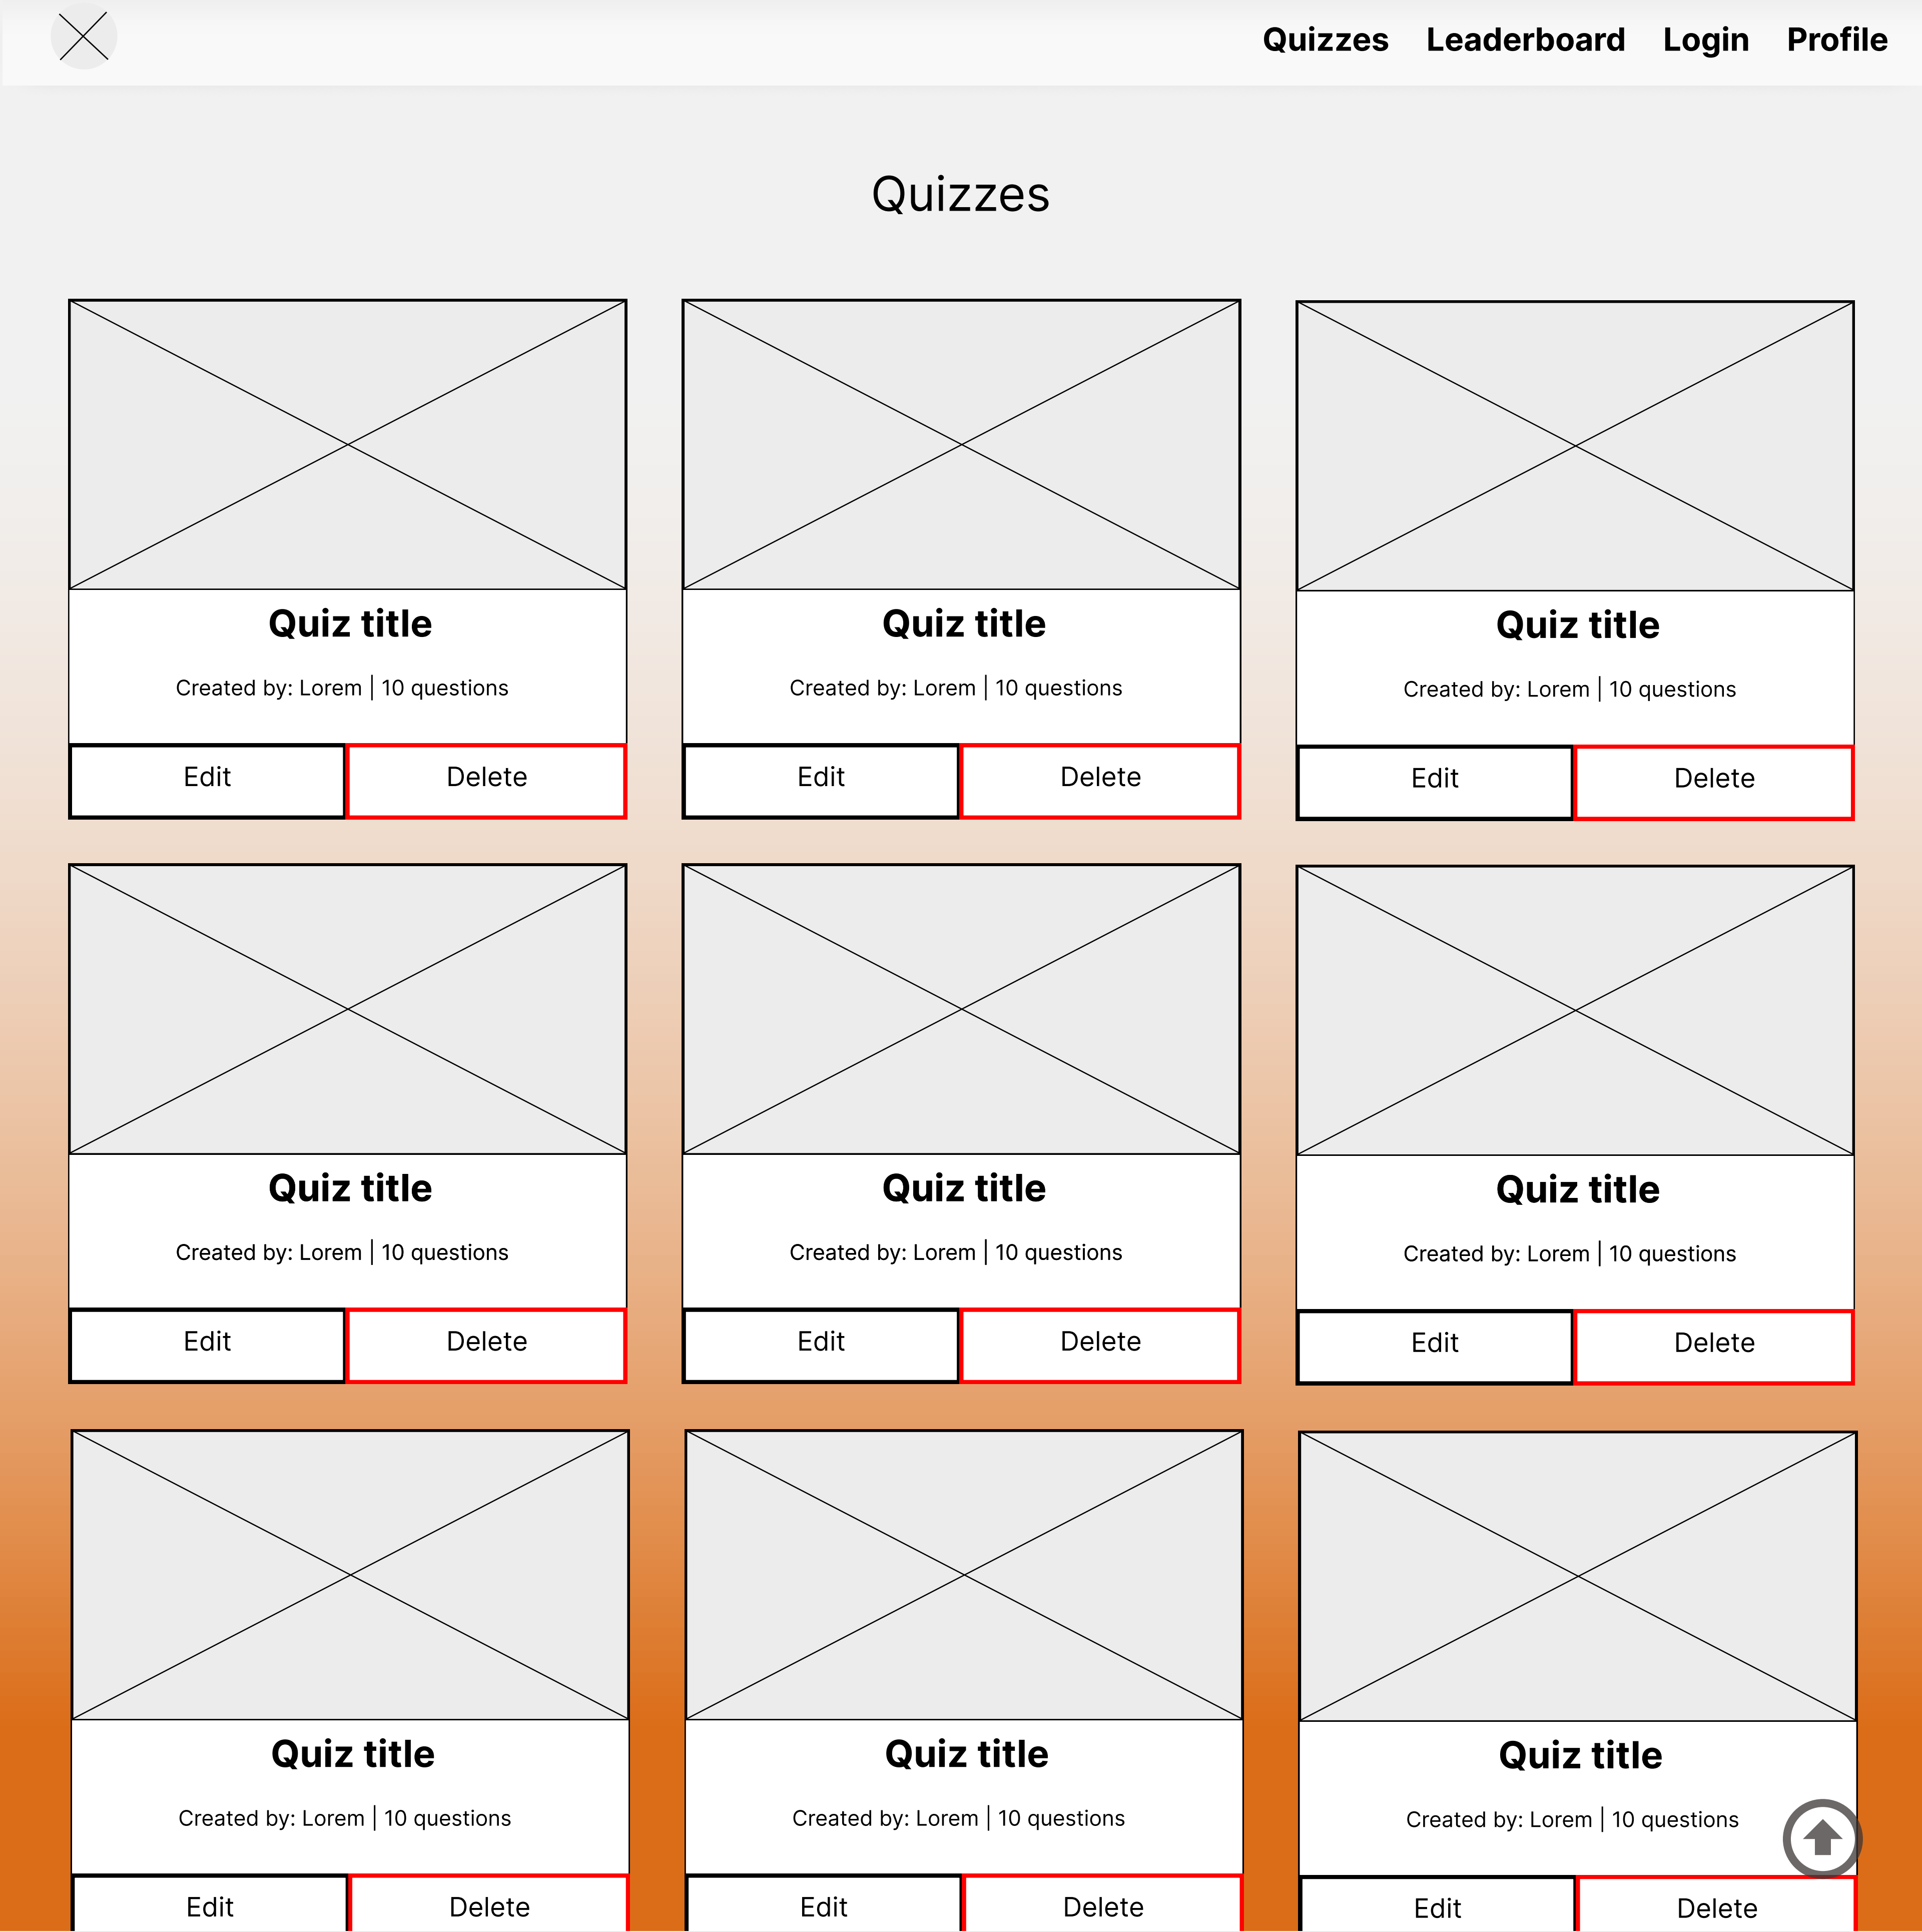 Quizzes Leaderboard Login Profile
Quizzes
Quiz title Quiz title Quiz title
Created by: Lorem | 10 questions Created by: Lorem | 10 questions Created by: Lorem | 10 questions
Edit Delete Edit Delete Edit Delete
Quiz title Quiz title Quiz title
Created by: Lorem | 10 questions Created by: Lorem | 10 questions Created by: Lorem | 10 questions
Edit Delete Edit Delete Edit Delete
Quiz title Quiz title Quiz title
Created by: Lorem | 10 questions Created by: Lorem | 10 questions Created by: Lorem | 10 questions
Edit Delete Edit Delete Edit Delete